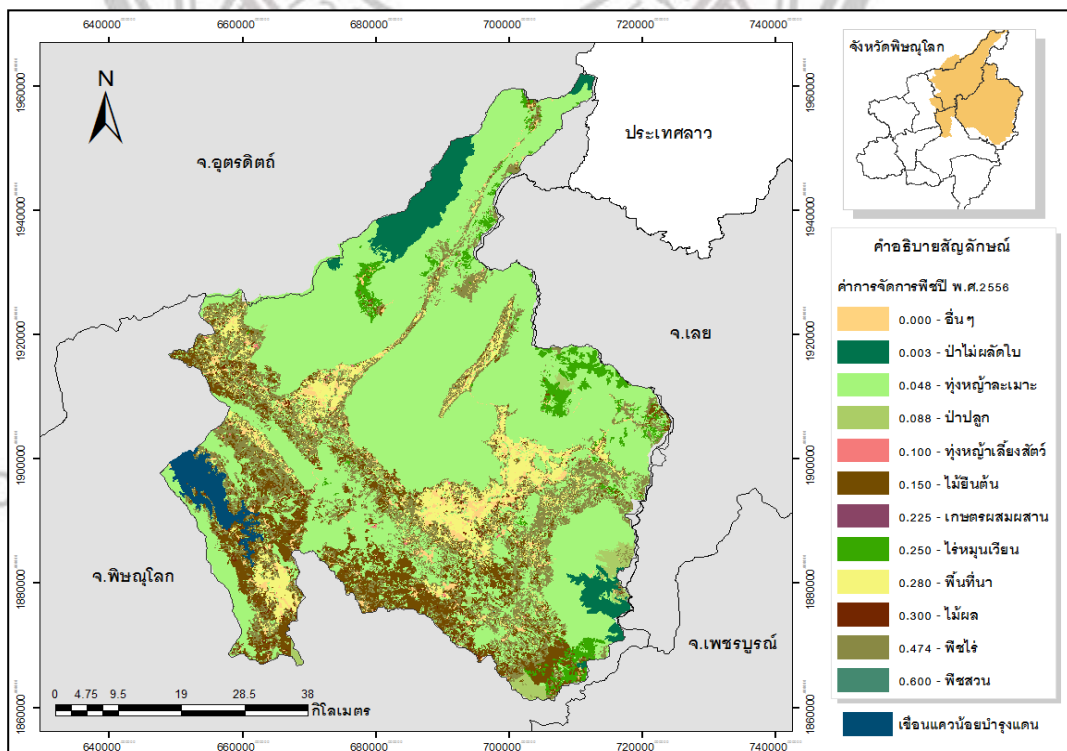 640000 660000 680000 700000 720000 740000
1960000 1960000
1940000 1940000
1920000 1920000
1900000 1900000
1880000 1880000
1860000 1860000
N
จ.อุตรดิตถ์
ประเทศลาว
จ.เลย
จ.พิษณุโลก
จ.เพชรบูรณ์
0 4.75 9.5 19 28.5 38
กิโลเมตร
640000 660000 680000 700000 720000 740000
จังหวัดพิษณุโลก
คำอธิบายสัญลักษณ์
ค่าการจัดการพืชปี พ.ศ.2556
0.000 - อื่นๆ
0.003 - ป่าไม่ผลัดใบ
0.048 - ทุ่งหญ้าละเมาะ
0.088 - ป่าปลูก
0.100 - ทุ่งหญ้าเลี้ยงสัตว์
0.150 - ไม้ยืนต้น
0.225 - เกษตรผสมผสาน
0.250 - ไร่หมุนเวียน
0.280 - พื้นที่นา
0.300 - ไม้ผล
0.474 - พืชไร่
0.600 - พืชสวน
เขื่อนแควน้อยบำรุงแดน